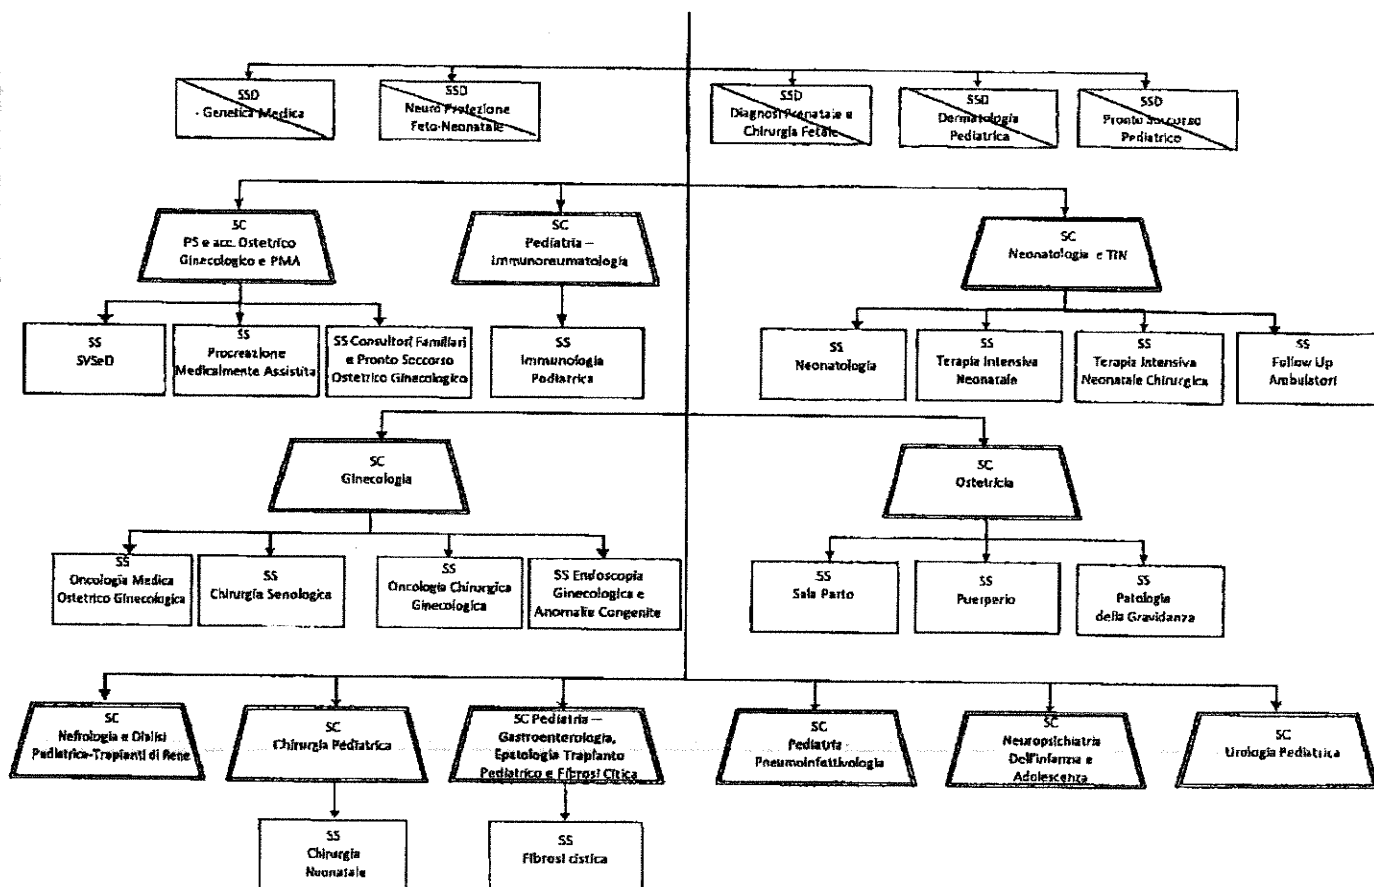 SSD
- Genetica Medica
SSD
Neuro Protezione
Feto-Neonatale
SSD
Diagnosi Prenatale e
Chirurgia Fetale
SSD
Dermatologia
Pediatrica
SSD
Pronto Soccorso
Pediatrico
SC
PS e acc. Ostetrico
Ginecologico e PMA
SC
Pediatria –
Immunoreumatologia
SC
Neonatologia e TIN
SS
SVSeD
SS
Procreazione
Medicalmente Assistita
SS Consultori Familiari
e Pronto Soccorso
Ostetrico Ginecologico
SS
Immunologia
Pediatrica
SS
Neonatologia
SS
Terapia Intensiva
Neonatale
SS
Terapia Intensiva
Neonatale Chirurgica
SS
Follow Up
Ambulatori
SC
Ginecologia
SC
Ostetricia
SS
Oncologia Medica
Ostetrico Ginecologica
SS
Chirurgia Senologica
SS
Oncologia Chirurgica
Ginecologica
SS Endoscopia
Ginecologica e
Anomalie Congenite
SS
Sala Parto
SS
Puerperio
SS
Patologia
della Gravidanza
SC
Nefrologia e Dialisi
Pediatrica-Trapianti di Rene
SC
Chirurgia Pediatrica
SC Pediatria –
Gastroenterologia,
Epatologia Trapianto
Pediatrico e Fibrosi Citica
SC
Pediatria
Pneumoinfettivologia
SC
Neuropsichiatria
Dell'infanzia e
Adolescenza
SC
Urologia Pediatrica
SS
Chirurgia
Neonatale
SS
Fibrosi cistica